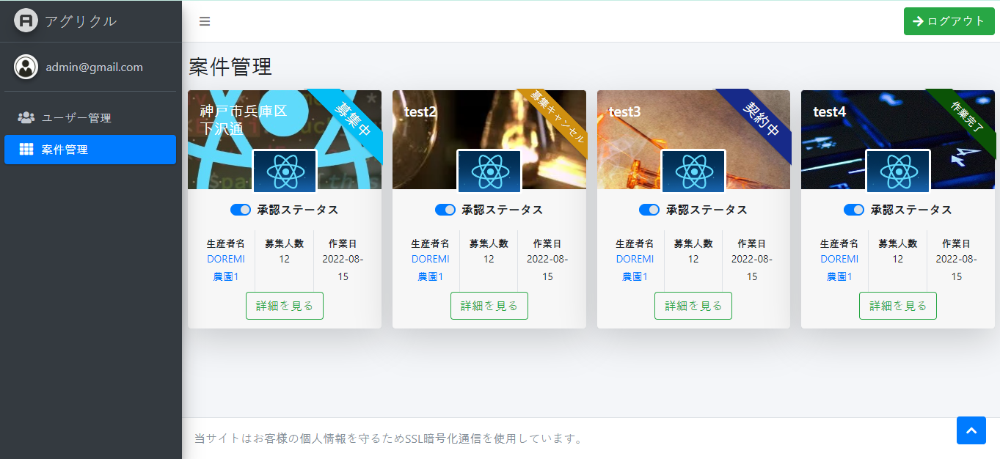 アグリクル
ログアウト
admin@gmail.com
ユーザー管理
案件管理
案件管理
神戸市兵庫区
下沢通
募集中
承認ステータス
生産者名 募集人数 作業日
DOREMI 12 2022-08-
農園1 15
詳細を見る
test2
募集キャンセル
承認ステータス
生産者名 募集人数 作業日
DOREMI 12 2022-08-
農園1 15
詳細を見る
test3
契約中
承認ステータス
生産者名 募集人数 作業日
DOREMI 12 2022-08-
農園1 15
詳細を見る
test4
作業完了
承認ステータス
生産者名 募集人数 作業日
DOREMI 12 2022-08-
農園1 15
詳細を見る
当サイトはお客様の個人情報を守るためSSL暗号化通信を使用しています。